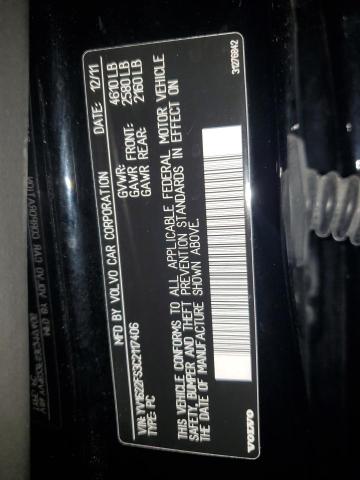 MFD BY VOLVO CAR CORPORATION DATE: 12/11
GVWR: 4610 LB
GAWR FRONT: 2580 LB
GAWR REAR: 2160 LB
TYPE: PC
THIS VEHICLE CONFORMS TO ALL APPLICABLE FEDERAL MOTOR VEHICLE
SAFETY, BUMPER AND THEFT PREVENTION STANDARDS IN EFFECT ON
THE DATE OF MANUFACTURE SHOWN ABOVE.
VOLVO 31276842